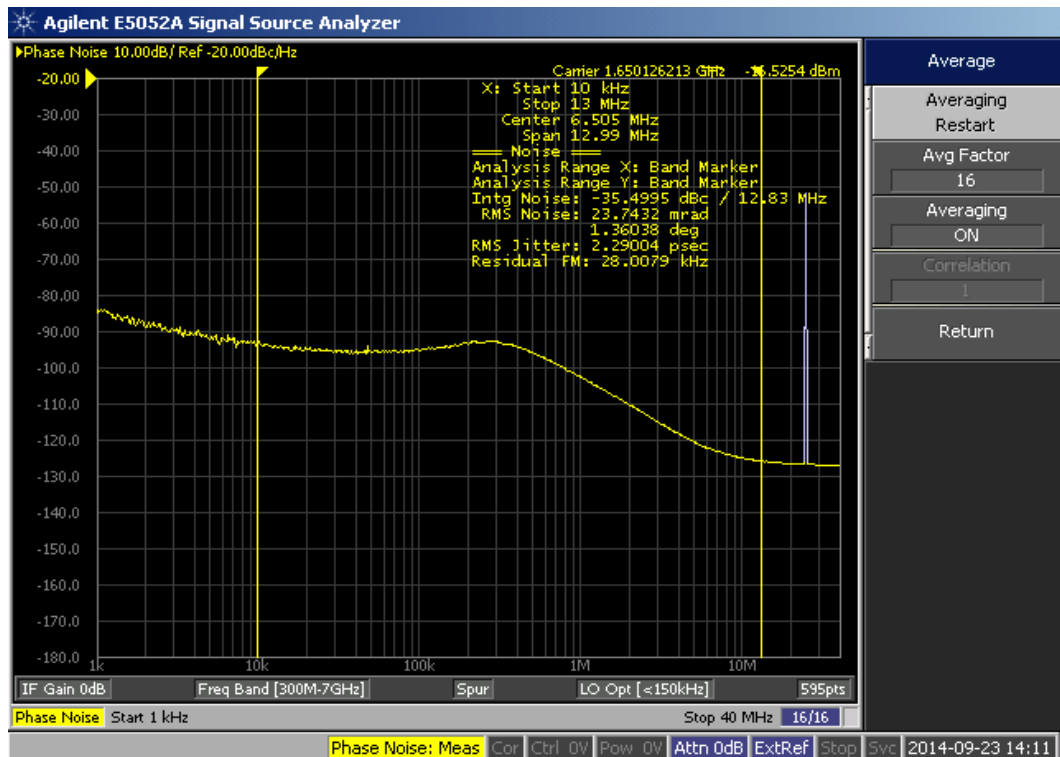 Agilent E5052A Signal Source Analyzer
Phase Noise 10.00dB/ Ref -20.00dBc/Hz
Carrier 1.650126213 GHz -16.5254 dBm
X: Start 10 kHz
Stop 13 MHz
Center 6.505 MHz
Span 12.99 MHz
=== Noise ===
Analysis Range X: Band Marker
Analysis Range Y: Band Marker
Intg Noise: -35.4995 dBc / 12.83 MHz
RMS Noise: 23.7432 mrad
1.36038 deg
RMS Jitter: 2.29004 psec
Residual FM: 28.0079 kHz
-20.00
-30.00
-40.00
-50.00
-60.00
-70.00
-80.00
-90.00
-100.0
-110.0
-120.0
-130.0
-140.0
-150.0
-160.0
-170.0
-180.0
1k 10k 100k 1M 10M
IF Gain 0dB Freq Band [300M-7GHz] Spur LO Opt [<150kHz] 595pts
Phase Noise Start 1 kHz Stop 40 MHz 16/16
Average
Averaging
Restart
Avg Factor
16
Averaging
ON
Correlation
1
Return
Phase Noise: Meas Cor Ctrl 0V Pow 0V Attn 0dB ExtRef Stop Svc 2014-09-23 14:11